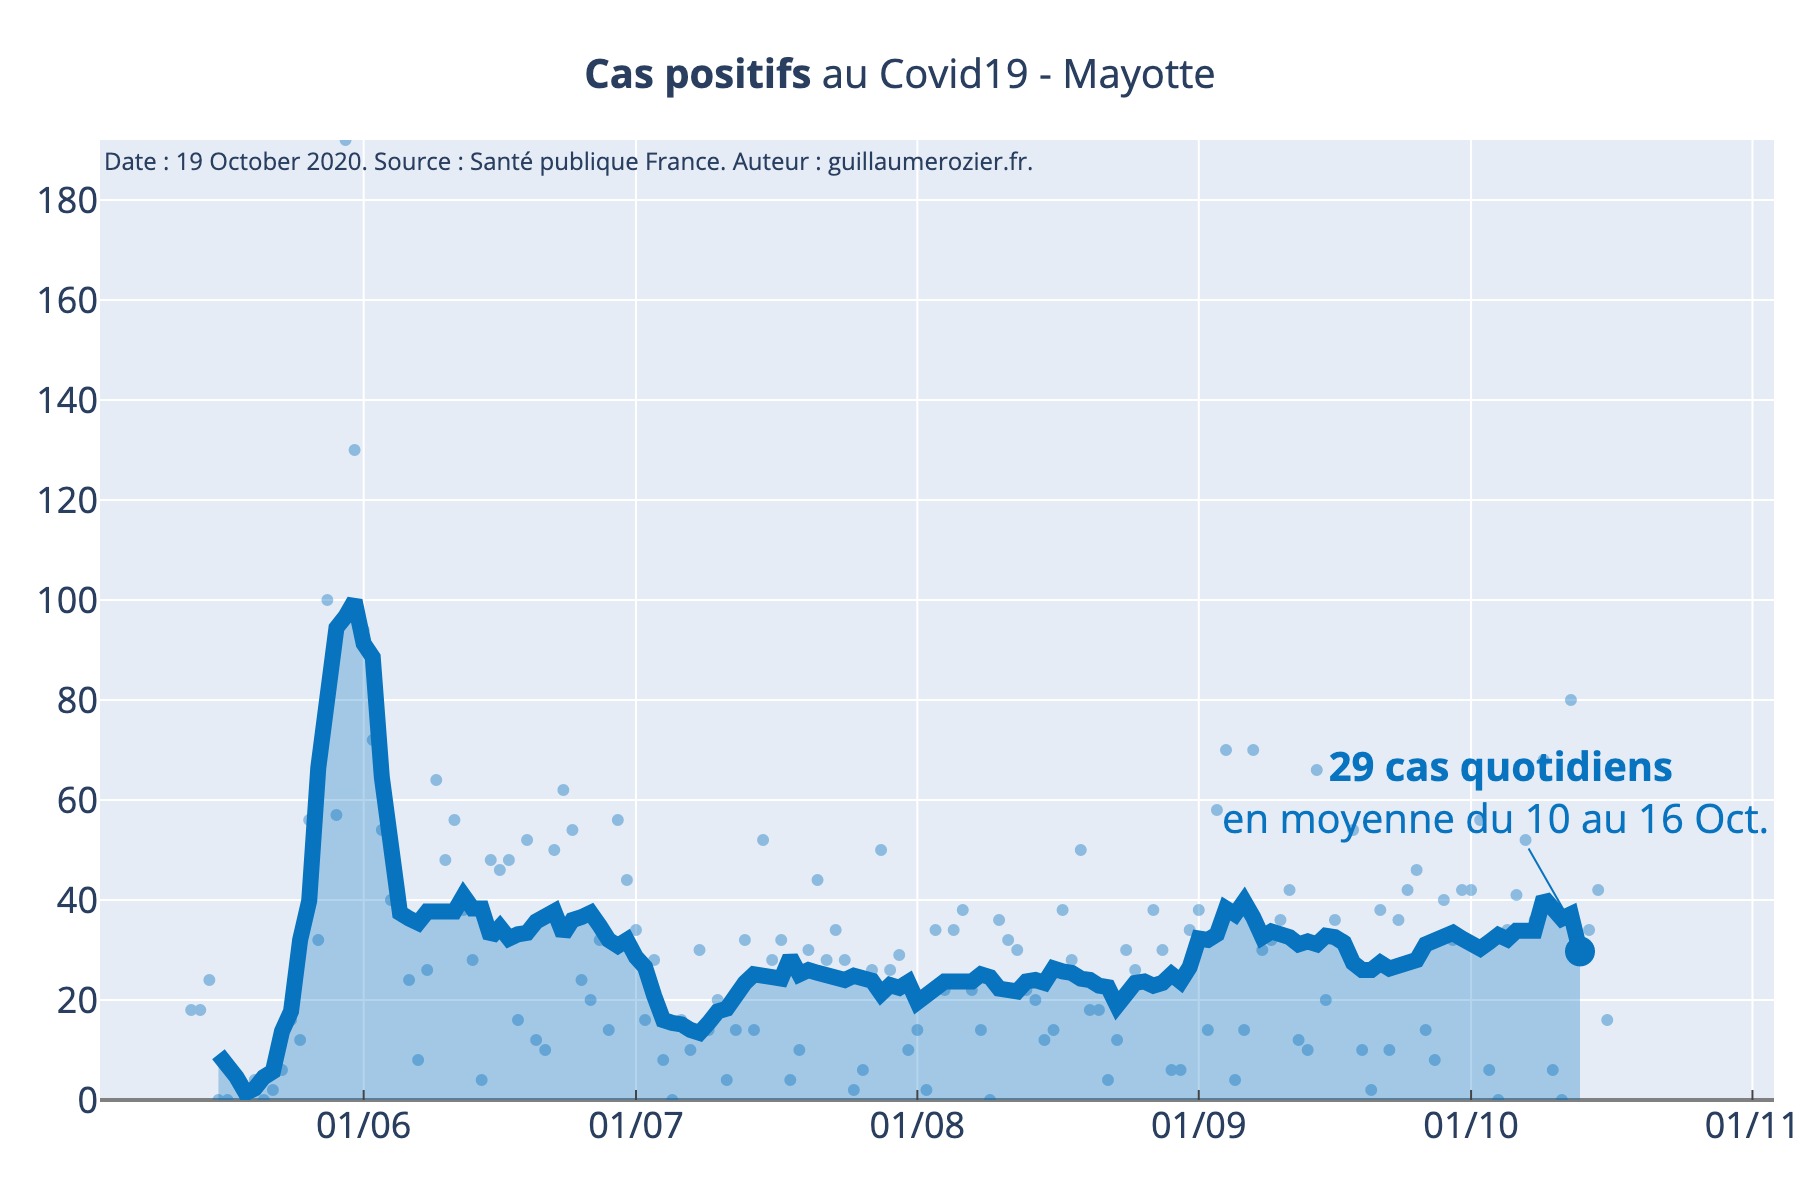 Cas positifs au Covid19 - Mayotte
Date : 19 October 2020. Source : Santé publique France. Auteur : guillaumerozier.fr.
180
160
140
120
100
80
60
40
20
0
29 cas quotidiens
en moyenne du 10 au 16 Oct.
01/06 01/07 01/08 01/09 01/10 01/11